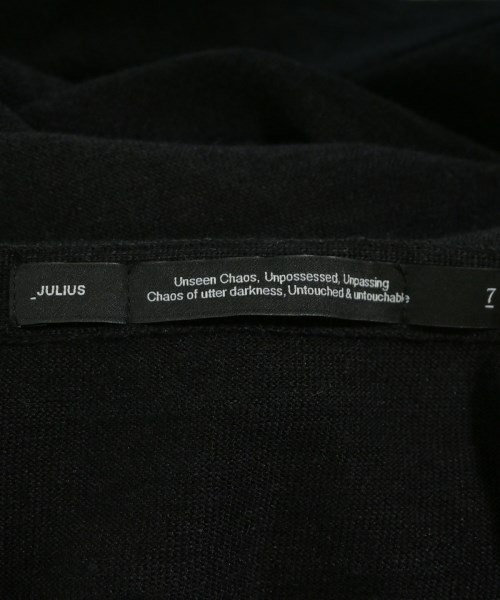 _JULIUS
Unseen Chaos, Unpossessed, Unpassing
Chaos of utter darkness, Untouched & untouchable
7